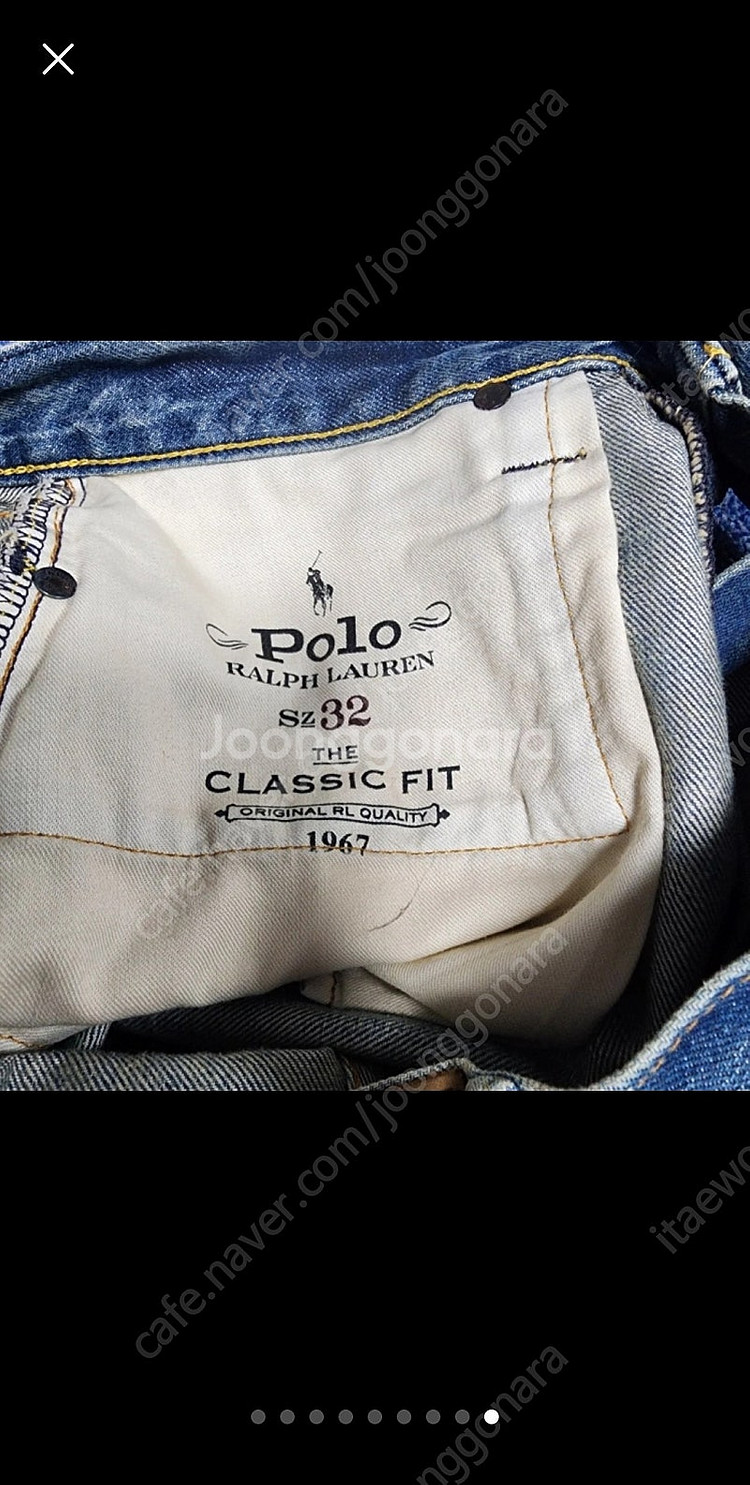 cafe.naver.com/joonggonara
Polo
RALPH LAUREN
Sz 32
Joonggonara
THE
CLASSIC FIT
ORIGINAL RL QUALITY
1967
cafe.naver.com/joonggonara
itaewo